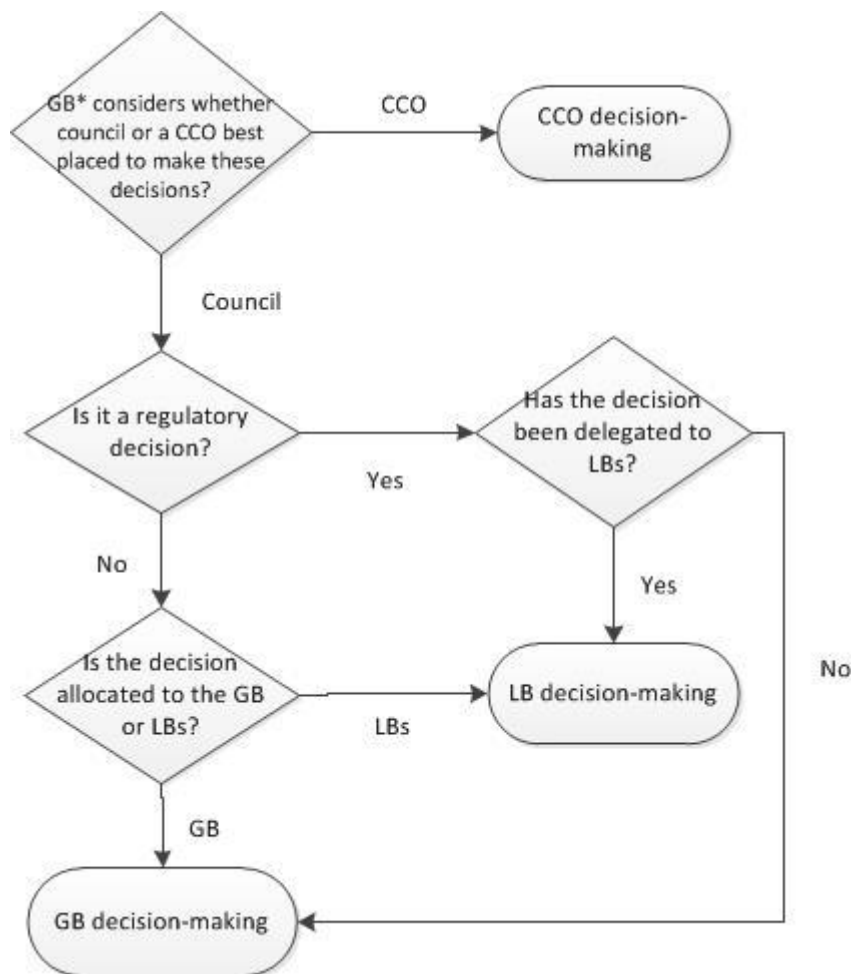 GB* considers whether
council or a CCO best
placed to make these
decisions?
CCO
CCO decision-
making
Council
Is it a regulatory
decision?
Yes
Has the decision
been delegated to
LBs?
No
Yes
Is the decision
allocated to the GB
or LBs?
LBs
LB decision-making
No
GB
GB decision-making